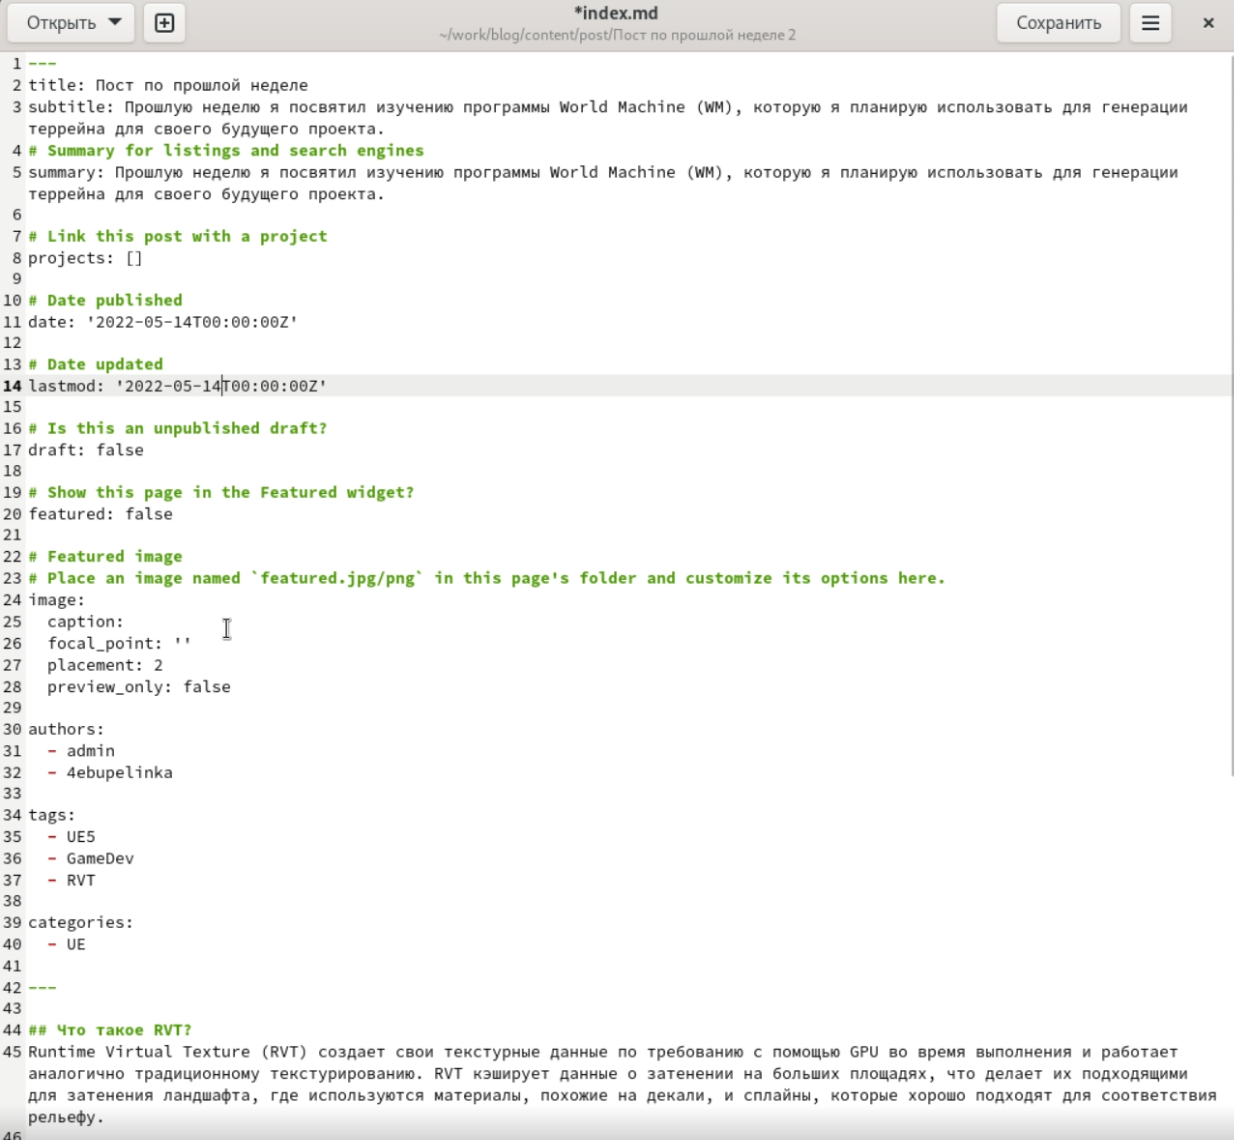 Открыть
*index.md
~/work/blog/content/post/Пост по прошлой неделе 2
Сохранить
1 ---
2 title: Пост по прошлой неделе
3 subtitle: Прошлую неделю я посвятил изучению программы World Machine (WM), которую я планирую использовать для генерации
террейна для своего будущего проекта.
4 # Summary for listings and search engines
5 summary: Прошлую неделю я посвятил изучению программы World Machine (WM), которую я планирую использовать для генерации
террейна для своего будущего проекта.
6
7 # Link this post with a project
8 projects: []
9
10 # Date published
11 date: '2022-05-14T00:00:00Z'
12
13 # Date updated
14 lastmod: '2022-05-14T00:00:00Z'
15
16 # Is this an unpublished draft?
17 draft: false
18
19 # Show this page in the Featured widget?
20 featured: false
21
22 # Featured image
23 # Place an image named `featured.jpg/png` in this page's folder and customize its options here.
24 image:
25   caption:
26   focal_point: ''
27   placement: 2
28   preview_only: false
29
30 authors:
31   - admin
32   - 4ebupelinka
33
34 tags:
35   - UE5
36   - GameDev
37   - RVT
38
39 categories:
40   - UE
41
42 ---
43
44 ## Что такое RVT?
45 Runtime Virtual Texture (RVT) создает свои текстурные данные по требованию с помощью GPU во время выполнения и работает
аналогично традиционному текстурированию. RVT кэширует данные о затенении на больших площадях, что делает их подходящими
для затенения ландшафта, где используются материалы, похожие на декали, и сплайны, которые хорошо подходят для соответствия
рельефу.
46